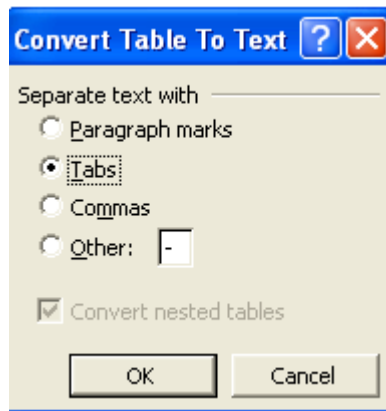 Convert Table To Text ?
Separate text with
Paragraph marks
Tabs
Commas
Other: -
Convert nested tables
OK Cancel